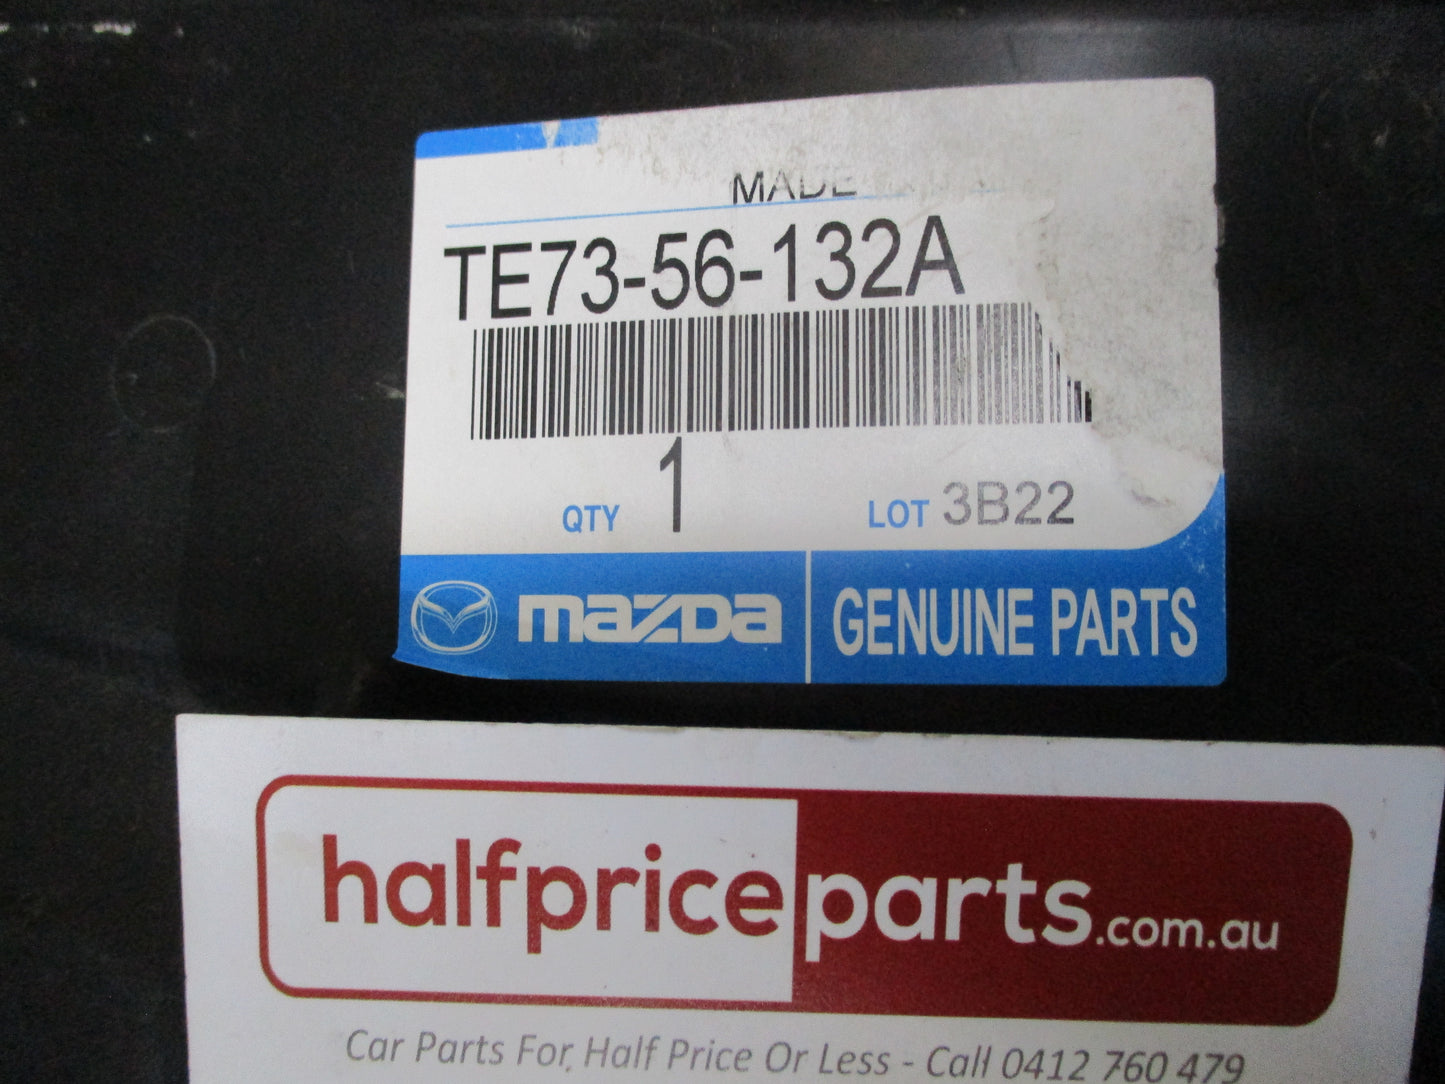 MADE
TE73-56-132A
QTY 1 LOT 3B22
mazda GENUINE PARTS
halfpriceparts.com.au
Car Parts For, Half Price Or Less - Call 0412 760 479